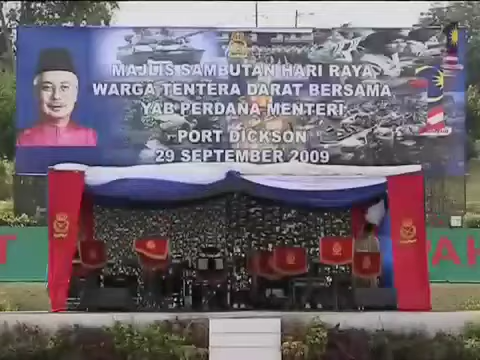 MAJLIS SAMBUTAN HARI RAYA
WARGA TENTERA DARAT BERSAMA
YAB PERDANA MENTERI
PORT DICKSON
29 SEPTEMBER 2009